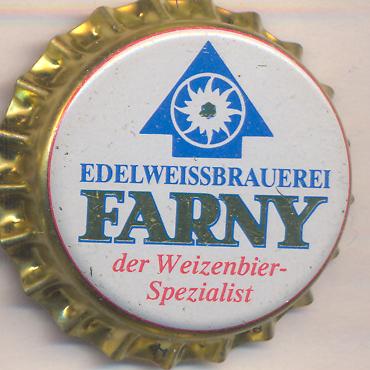 EDELWEISSBRAUEREI
FARNY
der Weizenbier-
Spezialist